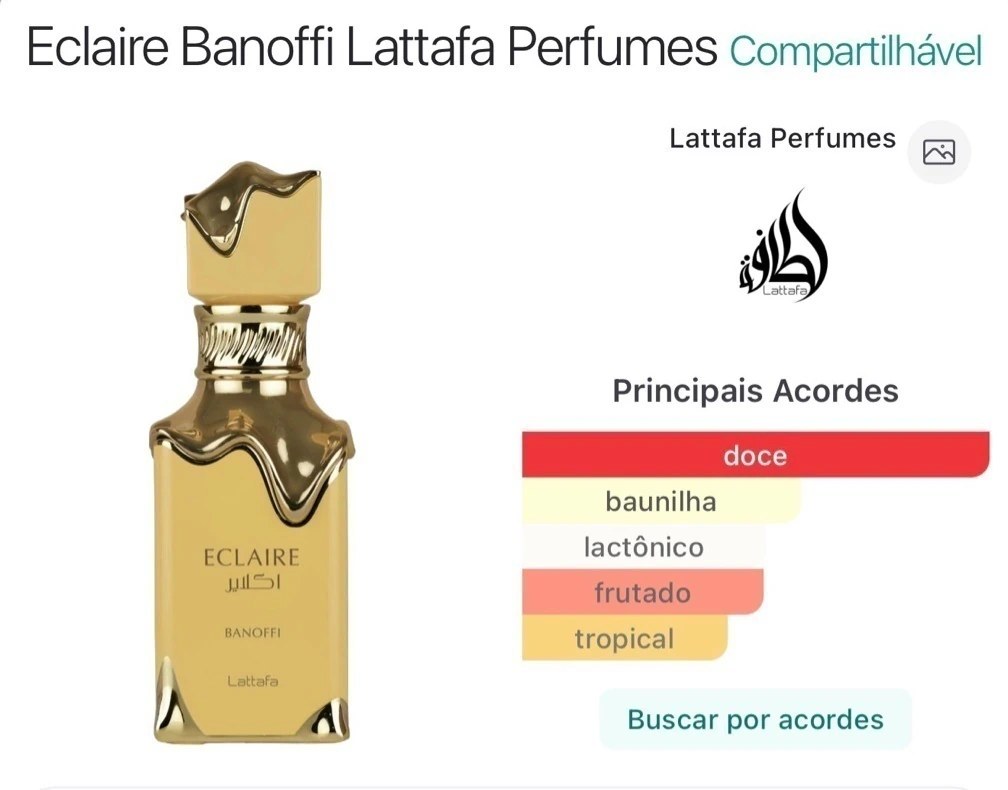 Eclaire Banoffi Lattafa Perfumes Compartilhável
Lattafa Perfumes
لطافة
Lattafa
Principais Acordes
doce
baunilha
lactônico
frutado
tropical
Buscar por acordes
ECLAIRE
اكلير
BANOFFI
Lattafa